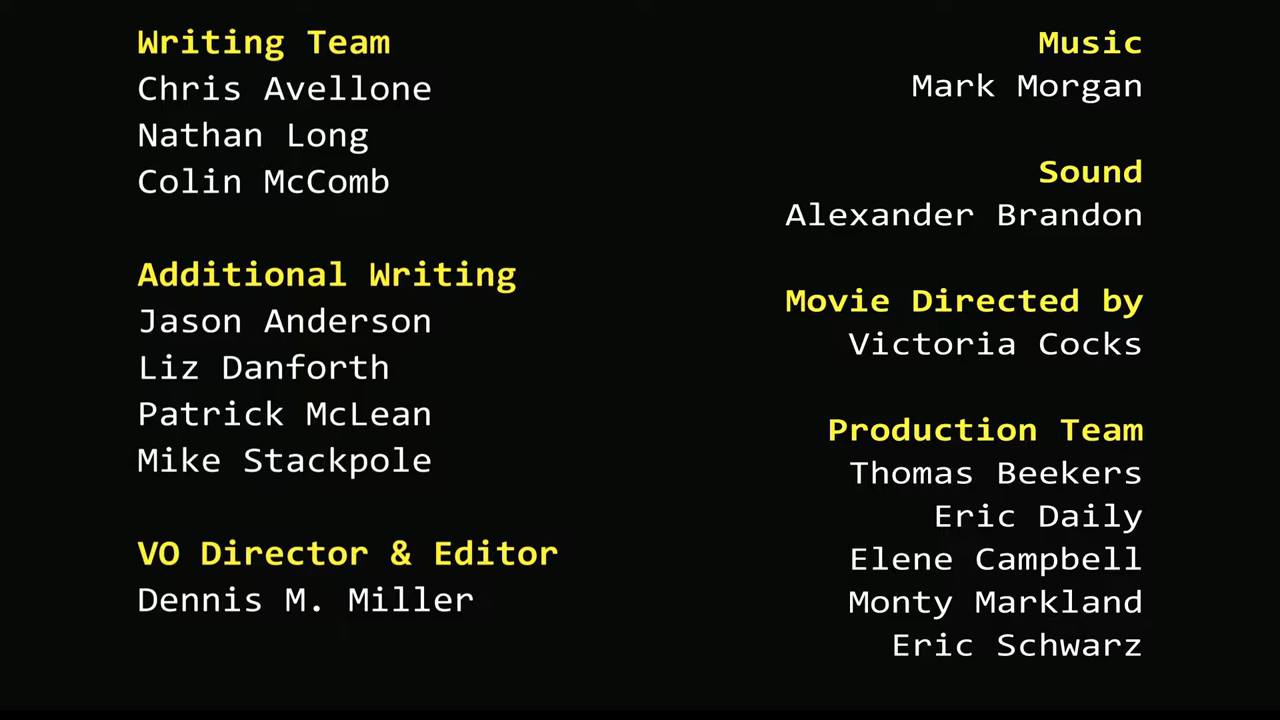 Writing Team
Chris Avellone
Nathan Long
Colin McComb
Additional Writing
Jason Anderson
Liz Danforth
Patrick McLean
Mike Stackpole
VO Director & Editor
Dennis M. Miller
Music
Mark Morgan
Sound
Alexander Brandon
Movie Directed by
Victoria Cocks
Production Team
Thomas Beekers
Eric Daily
Elene Campbell
Monty Markland
Eric Schwarz